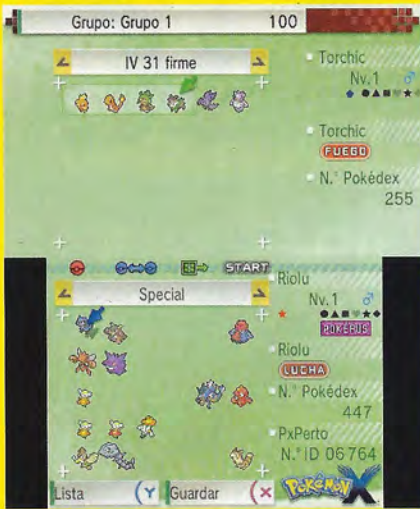 Grupo: Grupo 1 100
IV 31 firme
Torchic
Nv.1 ♂
Torchic
FUEGO
N.° Pokédex
255
START
Special
Riolu
Nv.1 ♂
POKÉRUS
Riolu
LUCHA
N.° Pokédex
447
PxPerto
N.° ID 06764
Lista Y Guardar X
POKÉMON X